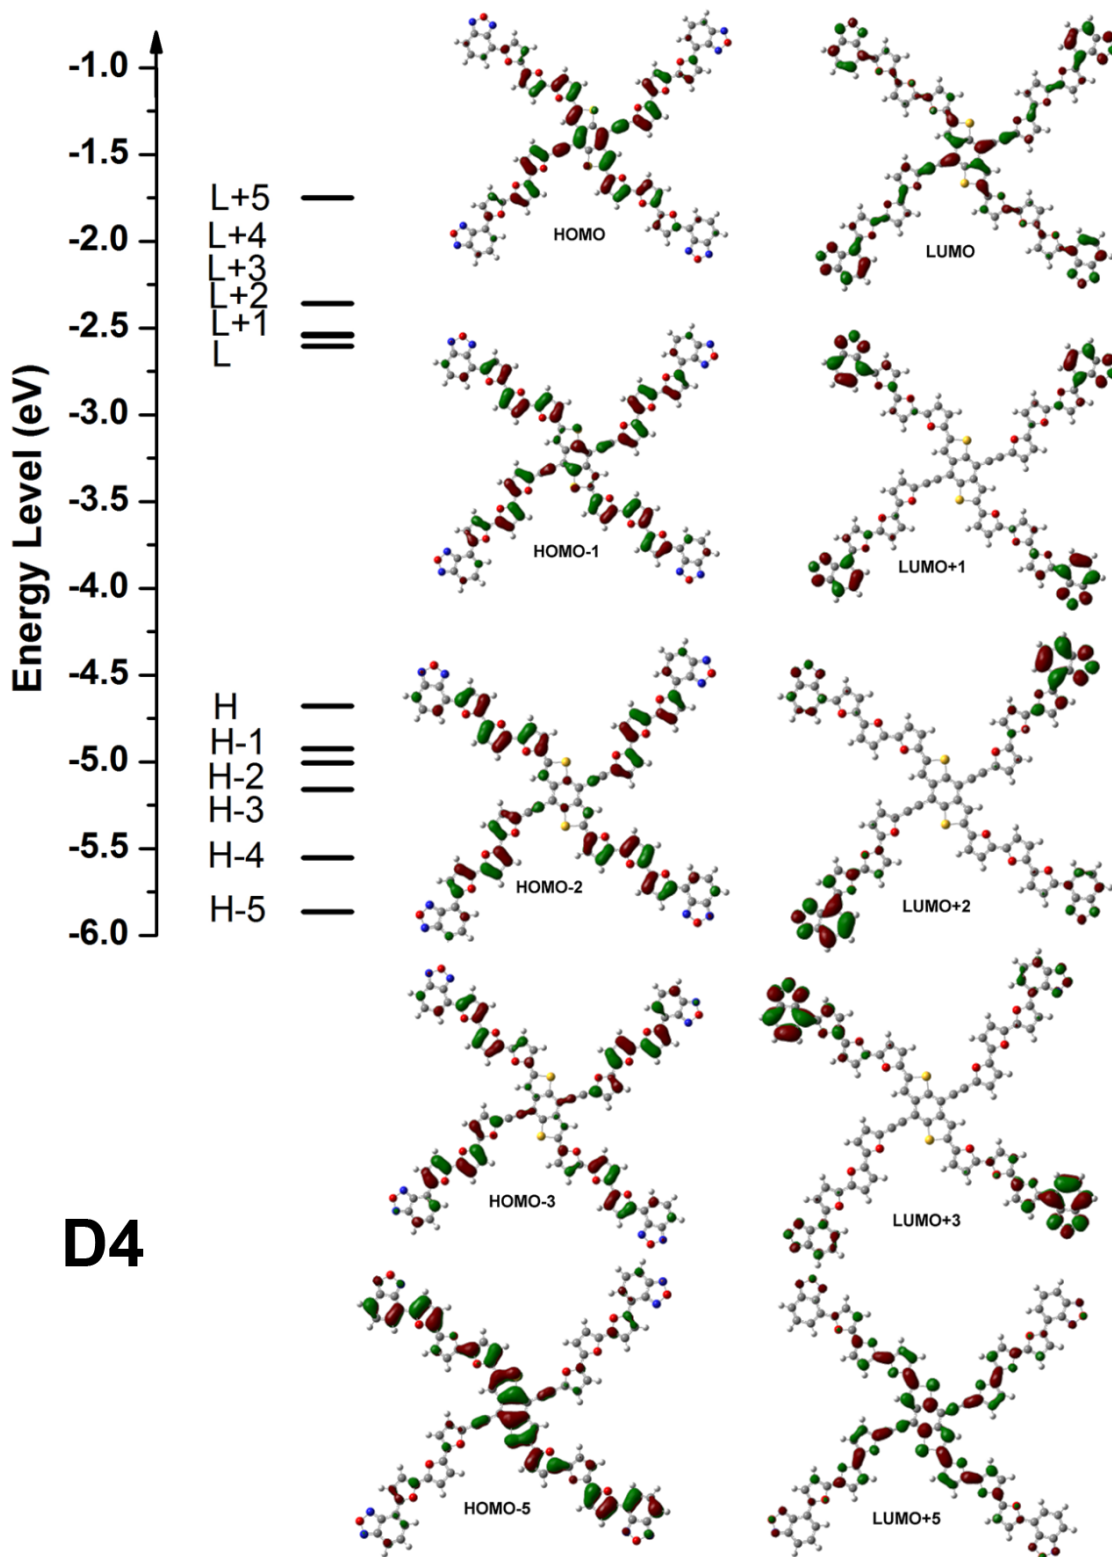 Energy Level (eV)
-1.0
-1.5
-2.0
-2.5
-3.0
-3.5
-4.0
-4.5
-5.0
-5.5
-6.0
L+5
L+4
L+3
L+2
L+1
L
H
H-1
H-2
H-3
H-4
H-5
HOMO
LUMO
HOMO-1
LUMO+1
HOMO-2
LUMO+2
HOMO-3
LUMO+3
D4
HOMO-5
LUMO+5